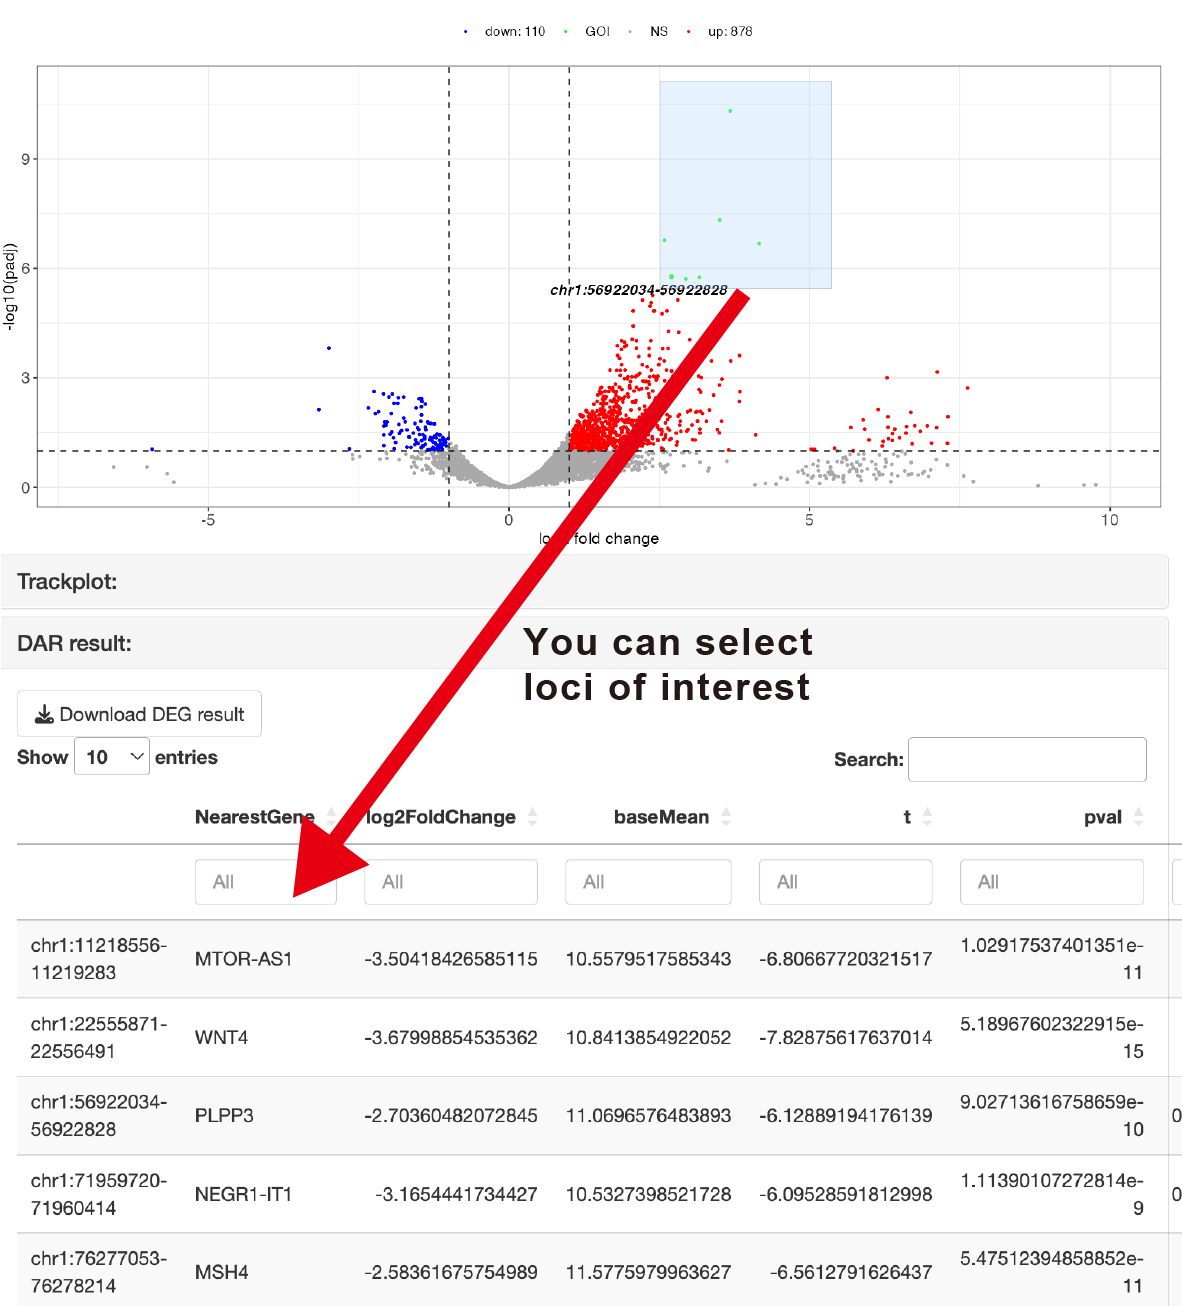 down: 110 GOI NS up: 878
9
6
3
0
-log10(padj)
chr1:56922034-56922828
-5 0 5 10
fold change
Trackplot:
DAR result:
You can select
loci of interest
Download DEG result
Show 10 entries
Search:
NearestGene log2FoldChange baseMean t pval
All All All All All
chr1:11218556-
11219283 MTOR-AS1 -3.50418426585115 10.5579517585343 -6.80667720321517 1.02917537401351e-
11
chr1:22555871-
22556491 WNT4 -3.67998854535362 10.8413854922052 -7.82875617637014 5.18967602322915e-
15
chr1:56922034-
56922828 PLPP3 -2.70360482072845 11.0696576483893 -6.12889194176139 9.02713616758659e-
10 0
chr1:71959720-
71960414 NEGR1-IT1 -3.1654441734427 10.5327398521728 -6.09528591812998 1.11390107272814e-
9 0
chr1:76277053-
76278214 MSH4 -2.58361675754989 11.5775979963627 -6.5612791626437 5.47512394858852e-
11